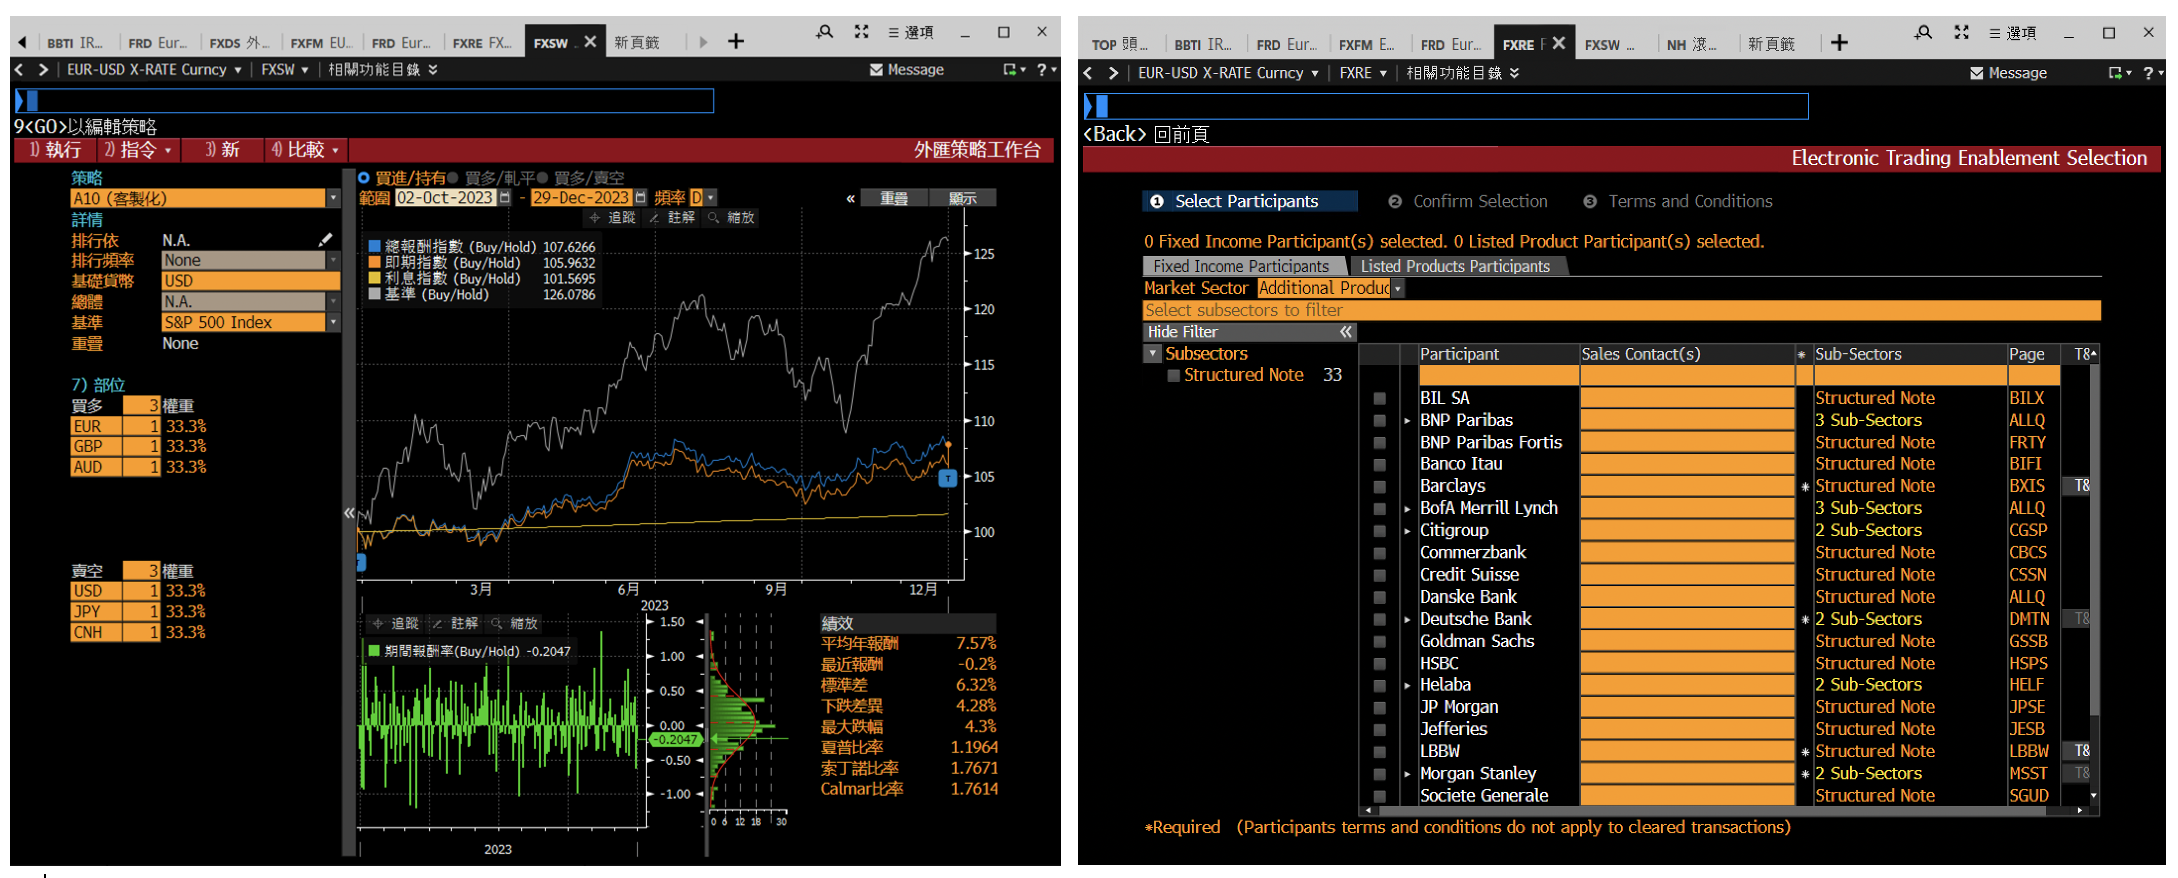 BBTI IR...
FRD Eur...
FXDS 外...
FXFM EU...
FRD Eur...
FXRE FX...
FXSW ..
新頁籤
選項
EUR-USD X-RATE Curncy
FXSW
相關功能目錄
Message
?
9<GO>以編輯策略
1) 執行
2) 指令
3) 新
4) 比較
外匯策略工作台
策略
A10 (客製化)
詳情
排行依 N.A.
排行頻率 None
基礎貨幣 USD
總體 N.A.
基準 S&P 500 Index
重疊 None
7) 部位
買多 3 權重
EUR 1 33.3%
GBP 1 33.3%
AUD 1 33.3%
賣空 3 權重
USD 1 33.3%
JPY 1 33.3%
CNH 1 33.3%
買進/持有 買多/軋平 買多/賣空
範圍 02-Oct-2023 - 29-Dec-2023 頻率 D
« 重疊 顯示
追蹤 註解 縮放
總報酬指數 (Buy/Hold) 107.6266
即期指數 (Buy/Hold) 105.9632
利息指數 (Buy/Hold) 101.5695
基準 (Buy/Hold) 126.0786
125
120
115
110
105
100
T
3月 6月 9月 12月
2023
追蹤 註解 縮放
期間報酬率(Buy/Hold) -0.2047
1.50
1.00
0.50
0.00
-0.2047
-0.50
-1.00
0 6 12 18 30
2023
績效
平均年報酬 7.57%
最近報酬 -0.2%
標準差 6.32%
下跌差異 4.28%
最大跌幅 4.3%
夏普比率 1.1964
索丁諾比率 1.7671
Calmar比率 1.7614
TOP 頭...
BBTI IR...
FRD Eur...
FXFM E...
FRD Eur...
FXRE F
FXSW ...
NH 滾...
新頁籤
選項
EUR-USD X-RATE Curncy
FXRE
相關功能目錄
Message
?
<Back> 回前頁
Electronic Trading Enablement Selection
1 Select Participants 2 Confirm Selection 3 Terms and Conditions
0 Fixed Income Participant(s) selected. 0 Listed Product Participant(s) selected.
Fixed Income Participants Listed Products Participants
Market Sector Additional Produc
Select subsectors to filter
Hide Filter «
Subsectors
Structured Note 33
Participant Sales Contact(s) * Sub-Sectors Page T&
BIL SA Structured Note BILX
BNP Paribas 3 Sub-Sectors ALLQ
BNP Paribas Fortis Structured Note FRTY
Banco Itau Structured Note BIFI
Barclays * Structured Note BXIS T&
BofA Merrill Lynch 3 Sub-Sectors ALLQ
Citigroup 2 Sub-Sectors CGSP
Commerzbank Structured Note CBCS
Credit Suisse Structured Note CSSN
Danske Bank Structured Note ALLQ
Deutsche Bank * 2 Sub-Sectors DMTN T&
Goldman Sachs Structured Note GSSB
HSBC Structured Note HSPS
Helaba 2 Sub-Sectors HELF
JP Morgan Structured Note JPSE
Jefferies Structured Note JESB
LBBW * Structured Note LBBW T&
Morgan Stanley * 2 Sub-Sectors MSST T&
Societe Generale Structured Note SGUD
*Required (Participants terms and conditions do not apply to cleared transactions)